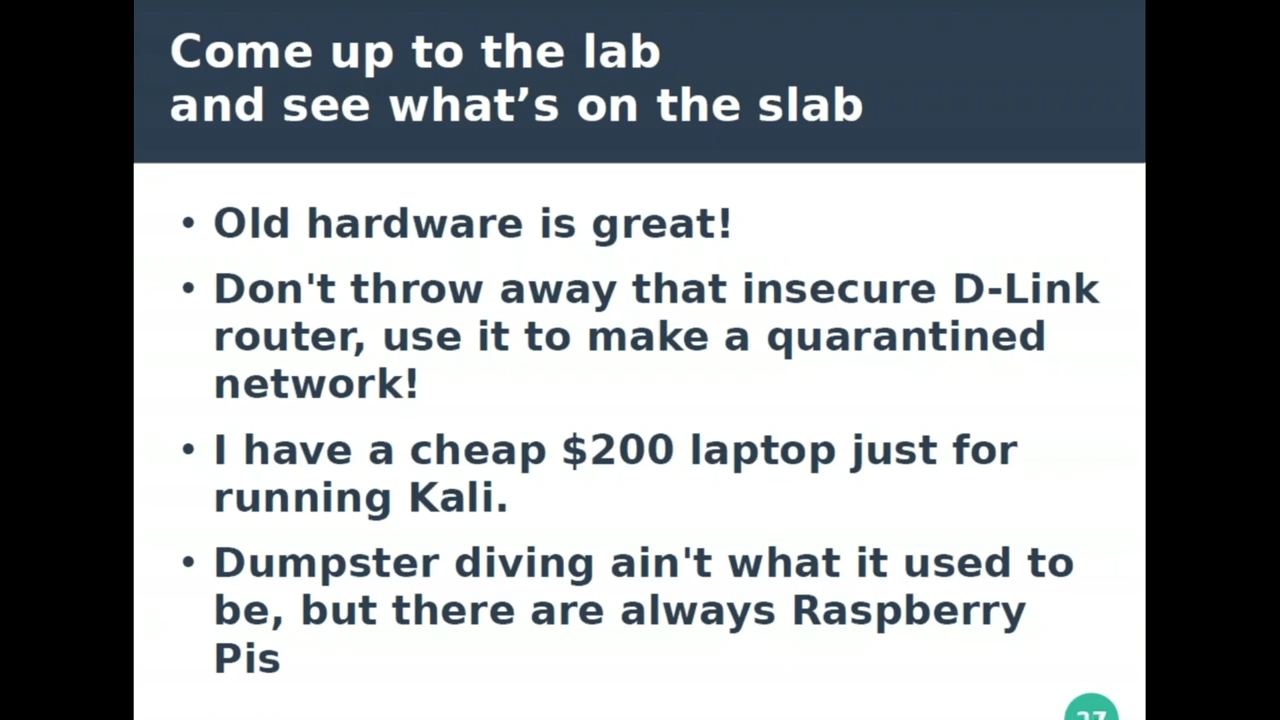 Come up to the lab
and see what’s on the slab
• Old hardware is great!
• Don't throw away that insecure D-Link
router, use it to make a quarantined
network!
• I have a cheap $200 laptop just for
running Kali.
• Dumpster diving ain't what it used to
be, but there are always Raspberry
Pis
27